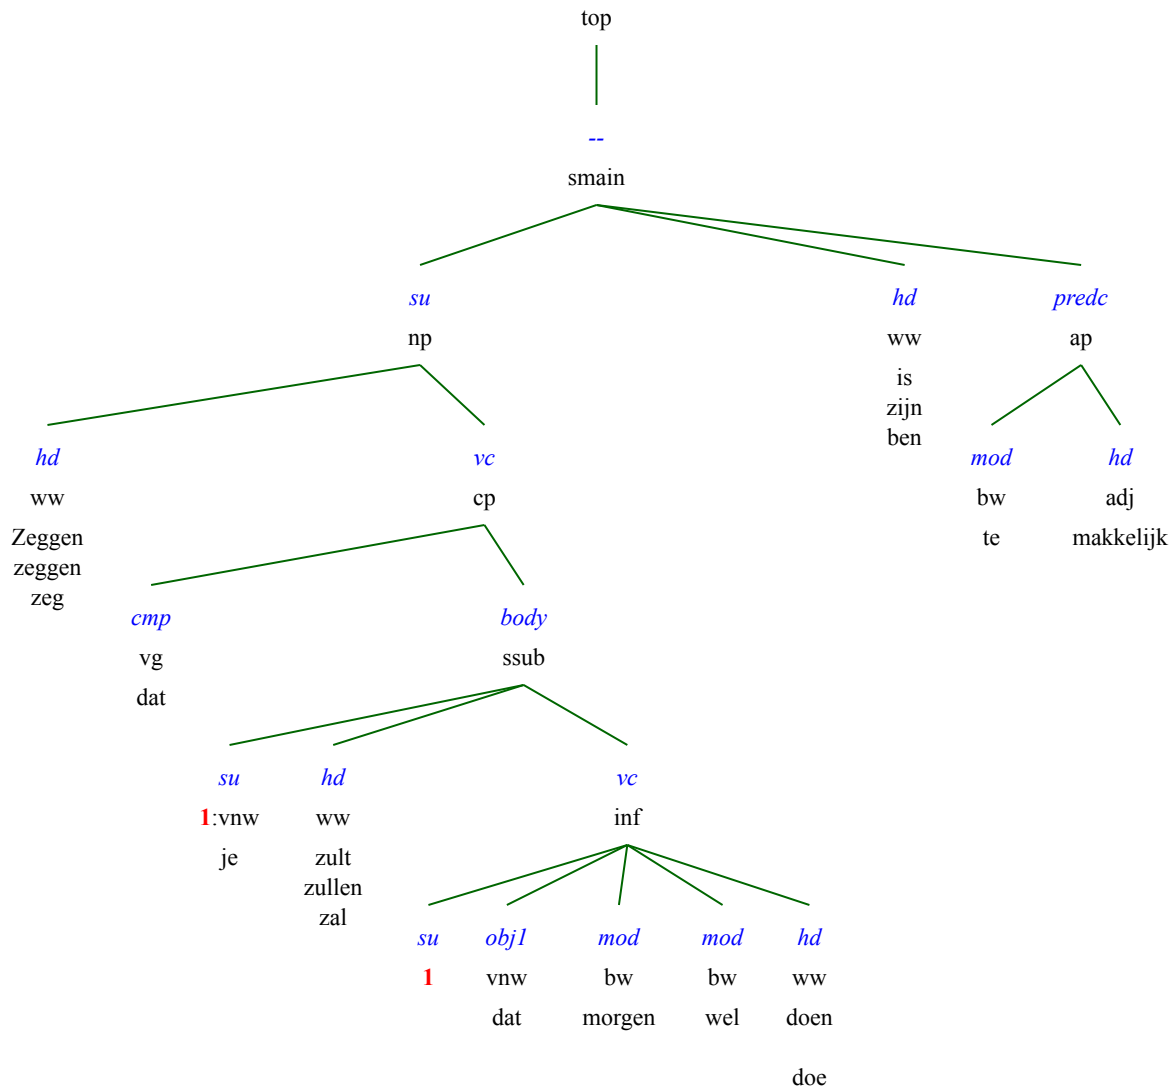 top
--
smain
su hd predc
np ww ap
is
zijn
ben
hd vc mod hd
ww cp bw adj
Zeggen te makkelijk
zeggen
zeg
cmp body
vg ssub
dat
su hd vc
1:vnw ww inf
je zult
zullen
zal
su obj1 mod mod hd
1 vnw bw bw ww
dat morgen wel doen
doe